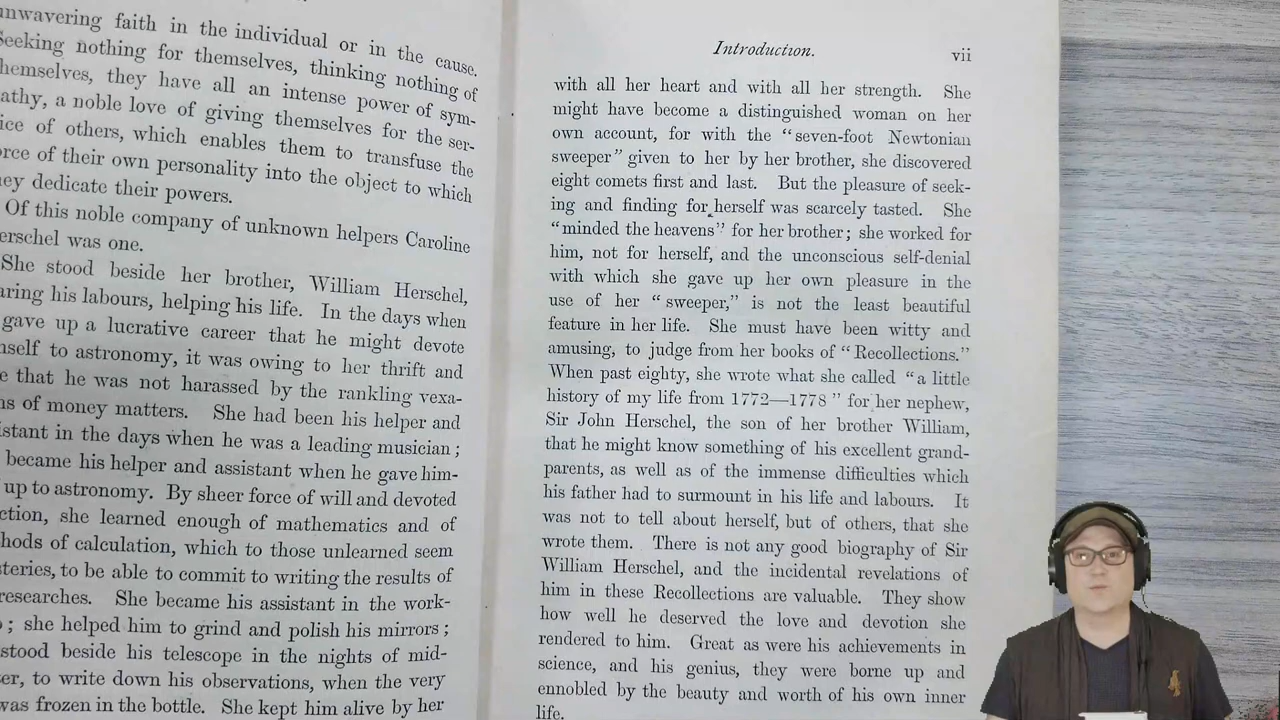 unwavering faith in the individual or in the cause.
Seeking nothing for themselves, thinking nothing of
themselves, they have all an intense power of sym-
athy, a noble love of giving themselves for the ser-
ice of others, which enables them to transfuse the
orce of their own personality into the object to which
hey dedicate their powers.
Of this noble company of unknown helpers Caroline
erschel was one.
She stood beside her brother, William Herschel,
aring his labours, helping his life. In the days when
gave up a lucrative career that he might devote
mself to astronomy, it was owing to her thrift and
e that he was not harassed by the rankling vexa-
ns of money matters. She had been his helper and
istant in the days when he was a leading musician;
became his helper and assistant when he gave him-
up to astronomy. By sheer force of will and devoted
ction, she learned enough of mathematics and of
hods of calculation, which to those unlearned seem
steries, to be able to commit to writing the results of
researches. She became his assistant in the work-
; she helped him to grind and polish his mirrors;
stood beside his telescope in the nights of mid-
er, to write down his observations, when the very
was frozen in the bottle. She kept him alive by her
Introduction. vii
with all her heart and with all her strength. She
might have become a distinguished woman on her
own account, for with the “seven-foot Newtonian
sweeper” given to her by her brother, she discovered
eight comets first and last. But the pleasure of seek-
ing and finding for herself was scarcely tasted. She
“minded the heavens” for her brother; she worked for
him, not for herself, and the unconscious self-denial
with which she gave up her own pleasure in the
use of her “sweeper,” is not the least beautiful
feature in her life. She must have been witty and
amusing, to judge from her books of “Recollections.”
When past eighty, she wrote what she called “a little
history of my life from 1772—1778” for her nephew,
Sir John Herschel, the son of her brother William,
that he might know something of his excellent grand-
parents, as well as of the immense difficulties which
his father had to surmount in his life and labours. It
was not to tell about herself, but of others, that she
wrote them. There is not any good biography of Sir
William Herschel, and the incidental revelations of
him in these Recollections are valuable. They show
how well he deserved the love and devotion she
rendered to him. Great as were his achievements in
science, and his genius, they were borne up and
ennobled by the beauty and worth of his own inner
life.